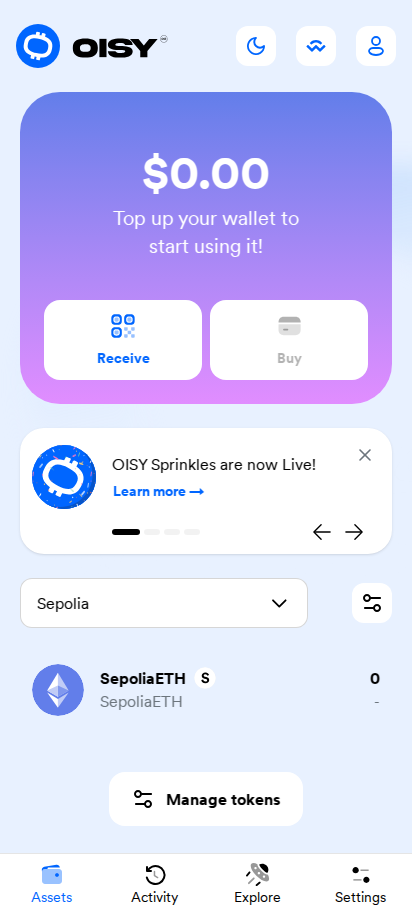 OISY
$0.00
Top up your wallet to
start using it!
Receive
Buy
OISY Sprinkles are now Live!
Learn more →
Sepolia
SepoliaETH S
0
SepoliaETH
-
Manage tokens
Assets
Activity
Explore
Settings